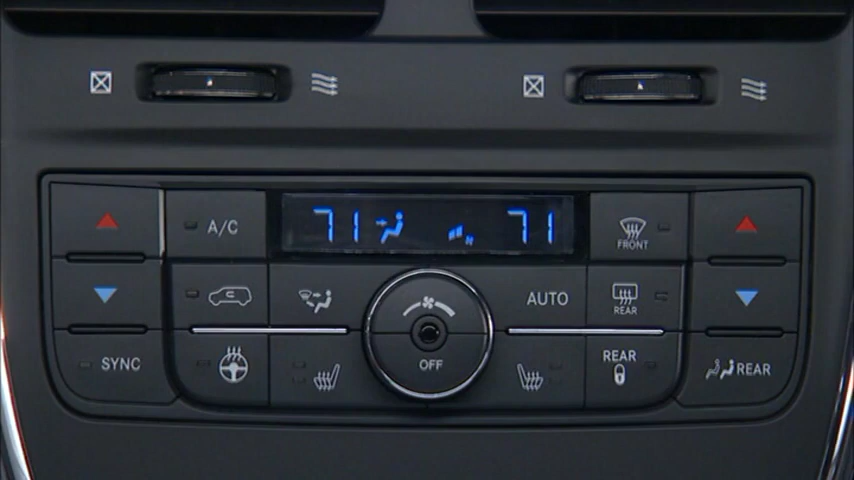 71 71
A/C
FRONT
AUTO
REAR
SYNC
OFF
REAR
REAR